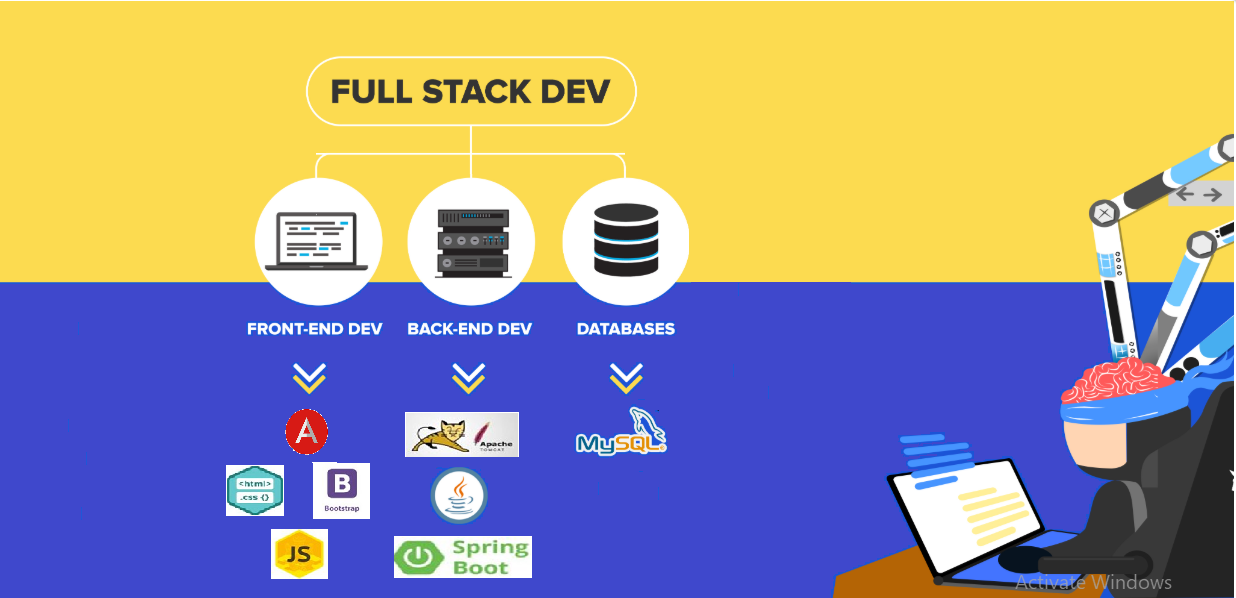 FULL STACK DEV
FRONT-END DEV
BACK-END DEV
DATABASES
A
Apache
TOMCAT
MySQL
<html>
.css {}
B
Bootstrap
JS
Spring
Boot
Activate Windows